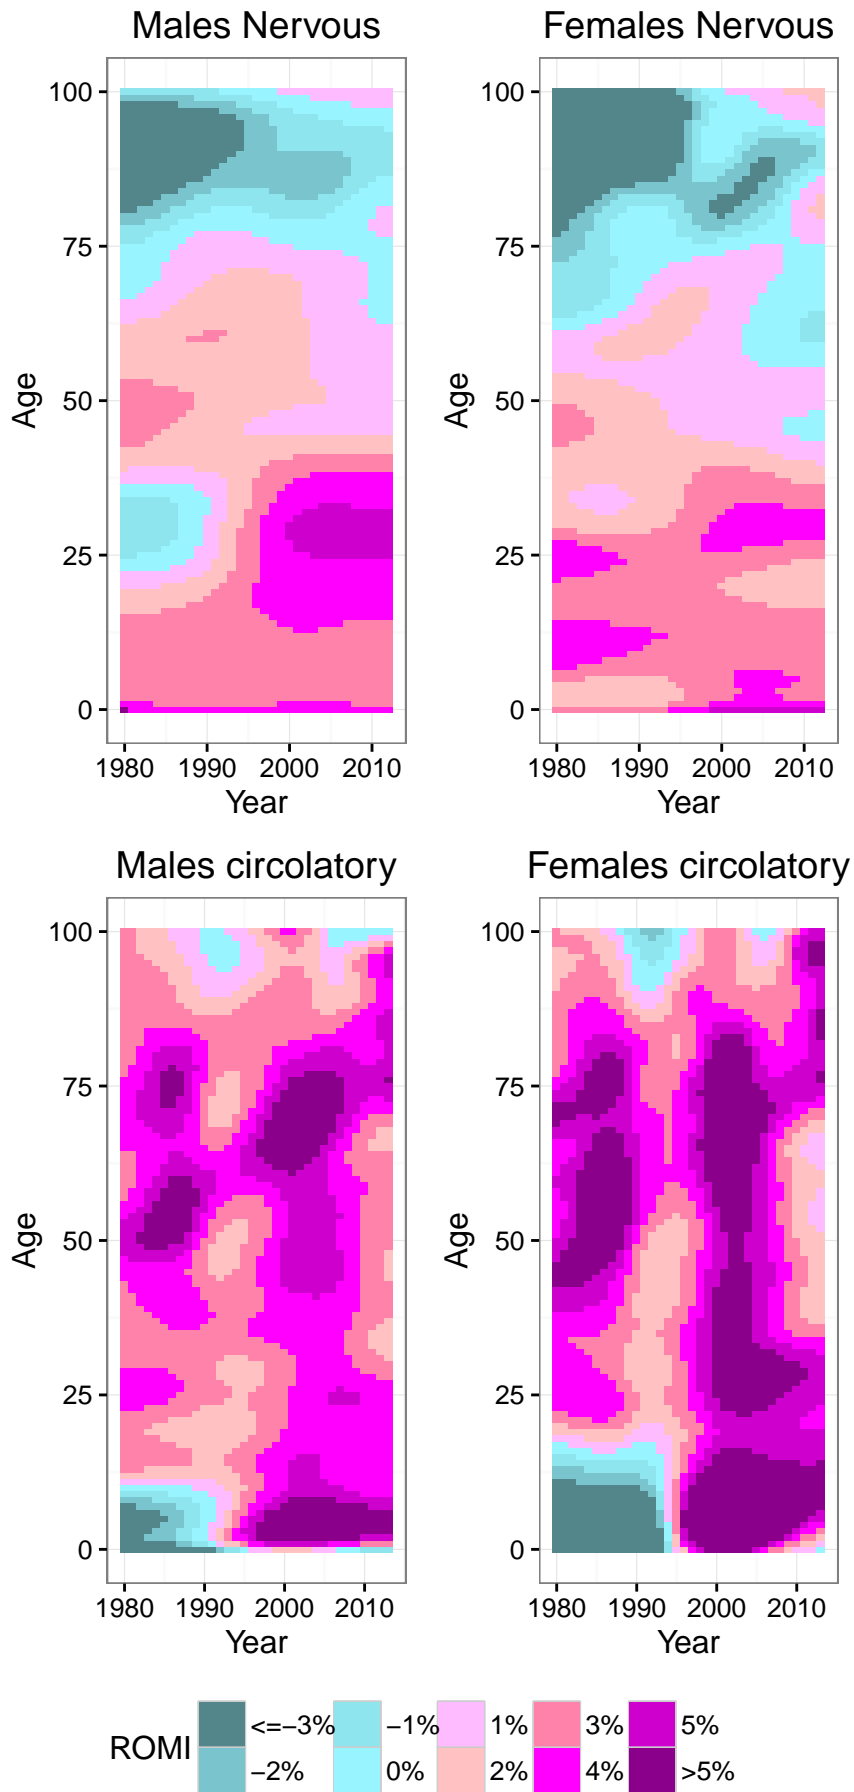 Males Nervous
Females Nervous
Age
100
75
50
25
0
1980 1990 2000 2010
Year
Age
100
75
50
25
0
1980 1990 2000 2010
Year
Males circolatory
Females circolatory
Age
100
75
50
25
0
1980 1990 2000 2010
Year
Age
100
75
50
25
0
1980 1990 2000 2010
Year
ROMI
<=−3% −1% 1% 3% 5%
−2% 0% 2% 4% >5%